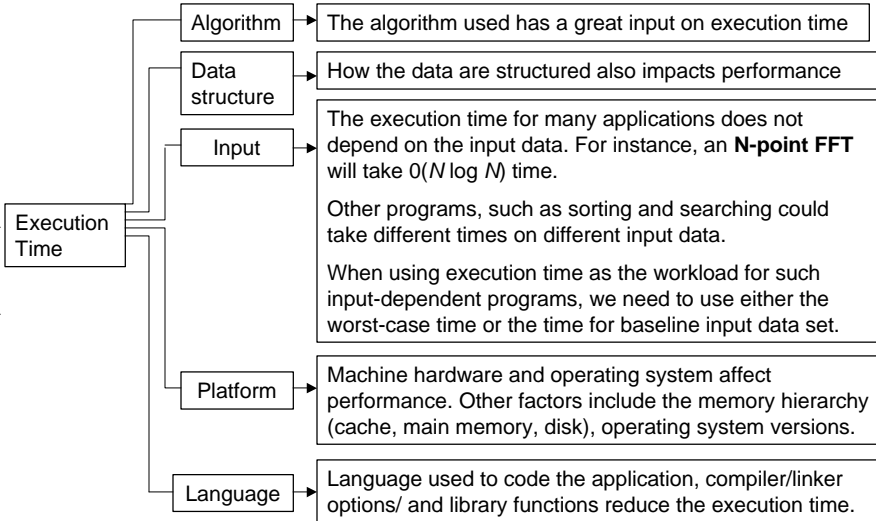 Algorithm
The algorithm used has a great input on execution time
Data
structure
How the data are structured also impacts performance
Input
The execution time for many applications does not
depend on the input data. For instance, an N-point FFT
will take 0(N log N) time.
Other programs, such as sorting and searching could
take different times on different input data.
When using execution time as the workload for such
input-dependent programs, we need to use either the
worst-case time or the time for baseline input data set.
Execution
Time
Platform
Machine hardware and operating system affect
performance. Other factors include the memory hierarchy
(cache, main memory, disk), operating system versions.
Language
Language used to code the application, compiler/linker
options/ and library functions reduce the execution time.